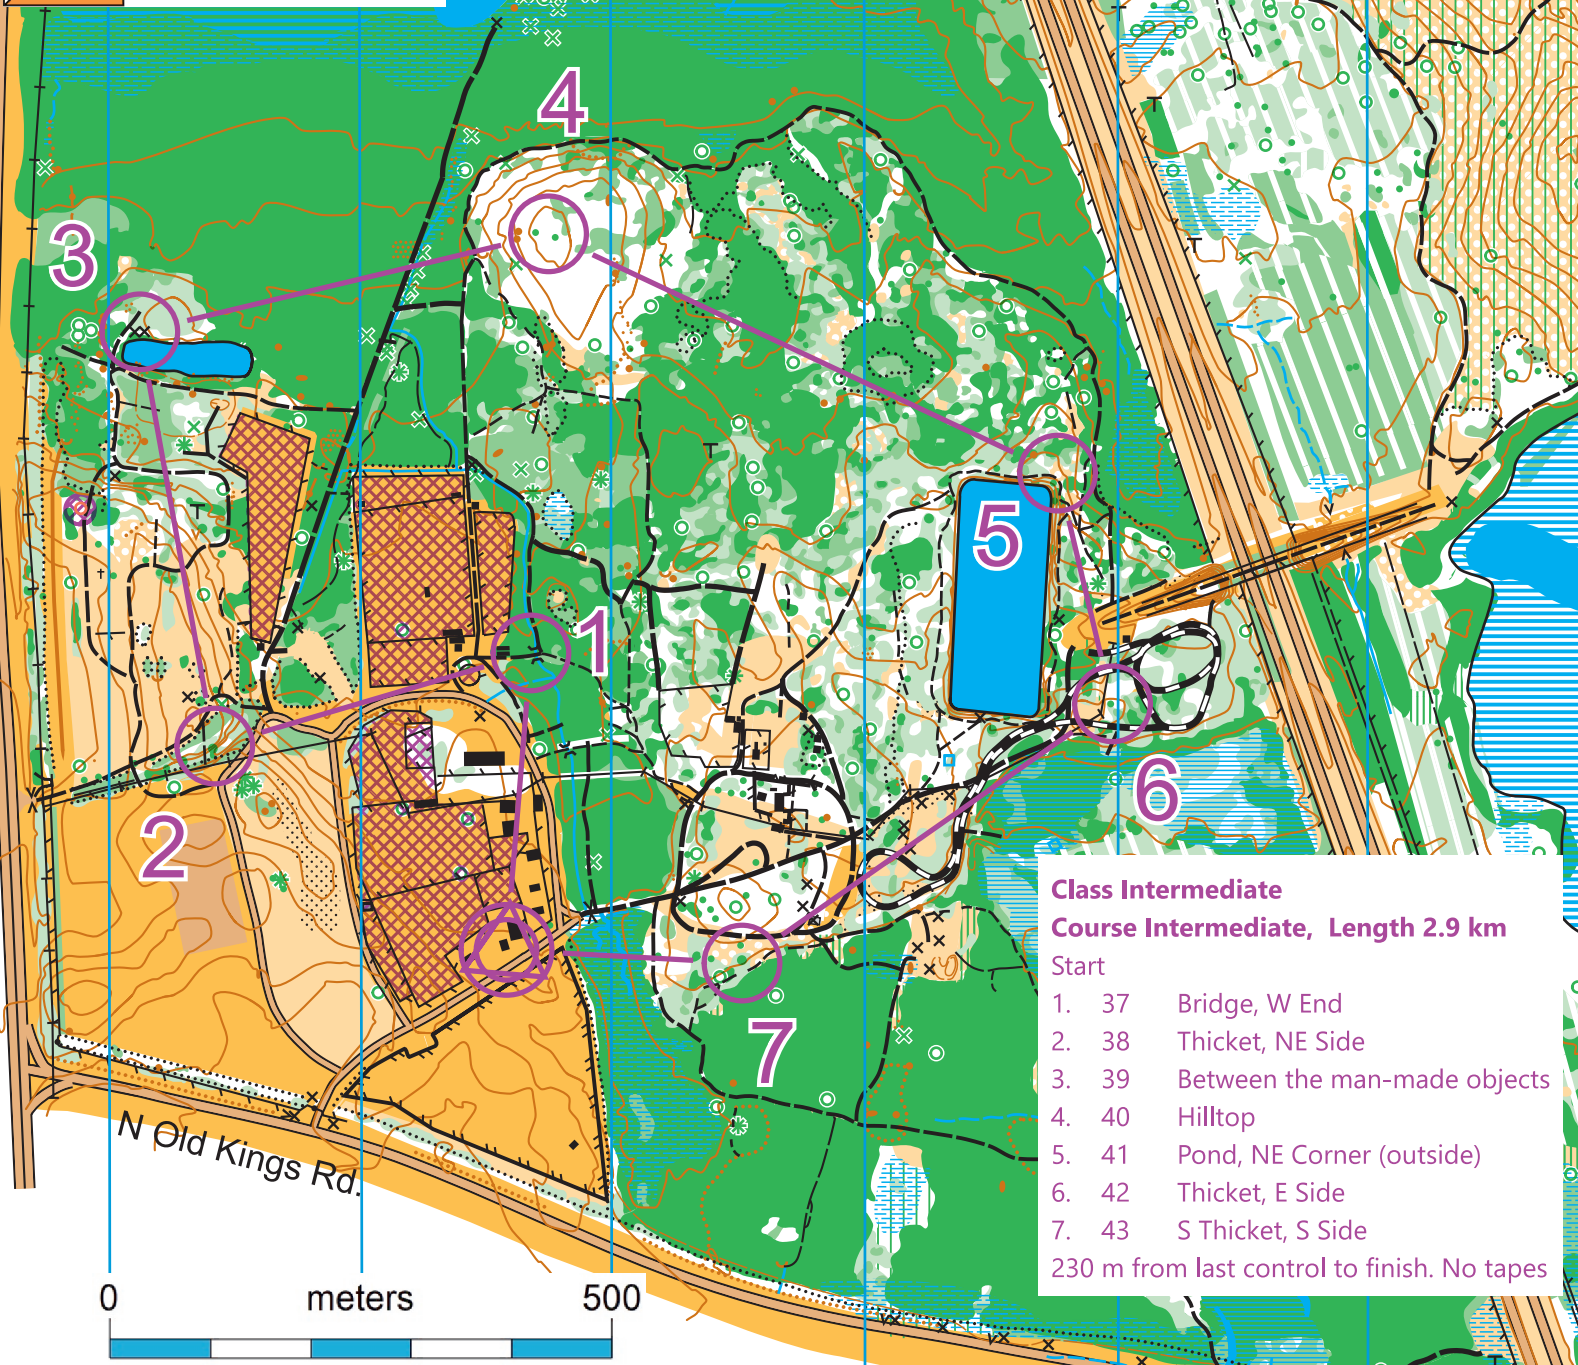 4
3
5
1
6
2
7
Class Intermediate
Course Intermediate, Length 2.9 km
Start
1. 37 Bridge, W End
2. 38 Thicket, NE Side
3. 39 Between the man-made objects
4. 40 Hilltop
5. 41 Pond, NE Corner (outside)
6. 42 Thicket, E Side
7. 43 S Thicket, S Side
230 m from last control to finish. No tapes
N Old Kings Rd.
0 meters 500